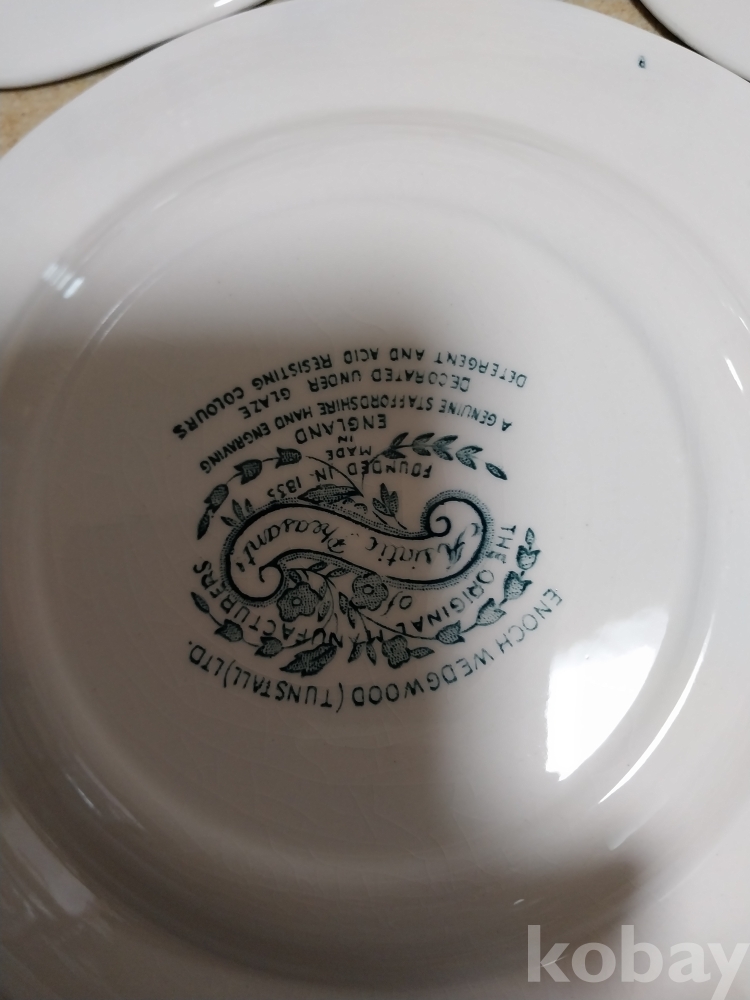 ENOCH WEDGWOOD (TUNSTALL) LTD.
THE ORIGINAL MANUFACTURERS
of
"Asiatic Pheasant"
FOUNDED IN 1835
MADE
IN
ENGLAND
A GENUINE STAFFORDSHIRE HAND ENGRAVING
DECORATED UNDER GLAZE
DETERGENT AND ACID RESISTING COLOURS
kobay